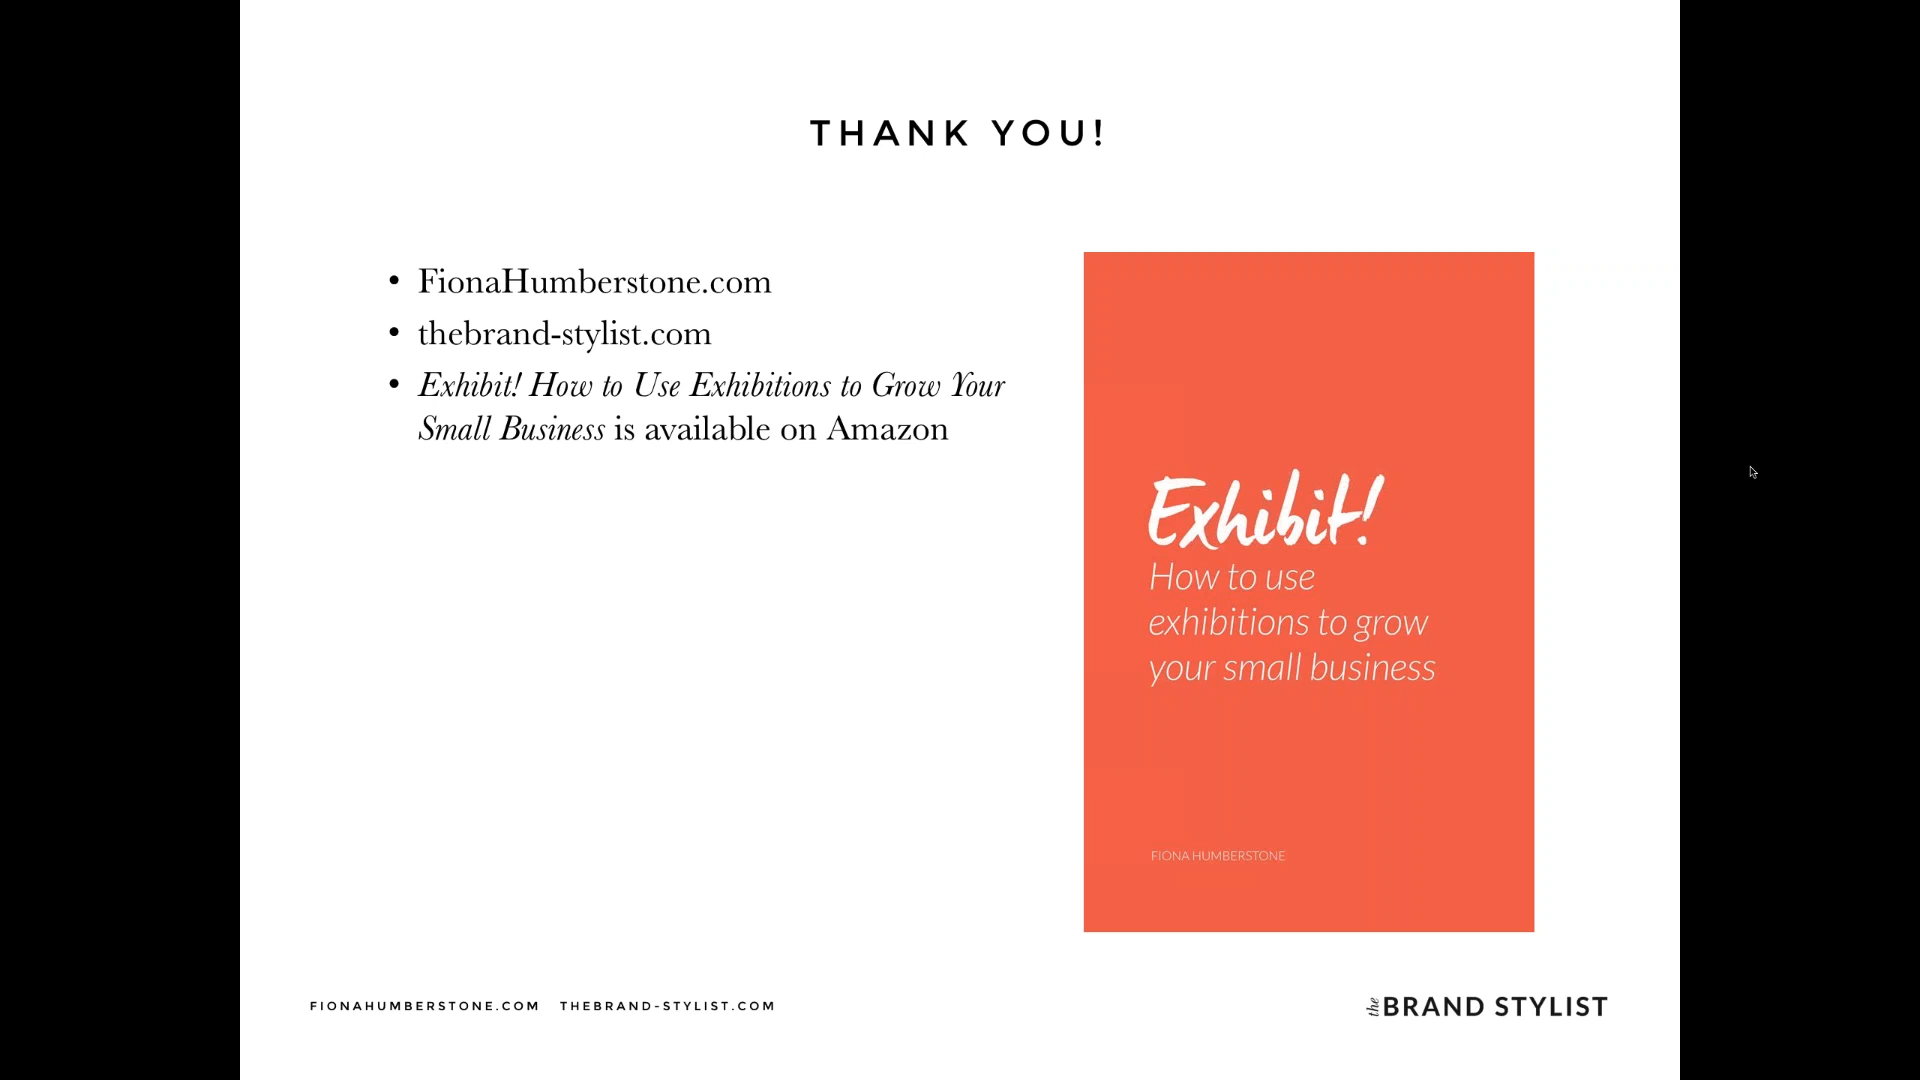 THANK YOU!
• FionaHumberstone.com
• thebrand-stylist.com
• Exhibit! How to Use Exhibitions to Grow Your
Small Business is available on Amazon
Exhibit!
How to use
exhibitions to grow
your small business
FIONA HUMBERSTONE
FIONAHUMBERSTONE.COM THEBRAND-STYLIST.COM
the BRAND STYLIST